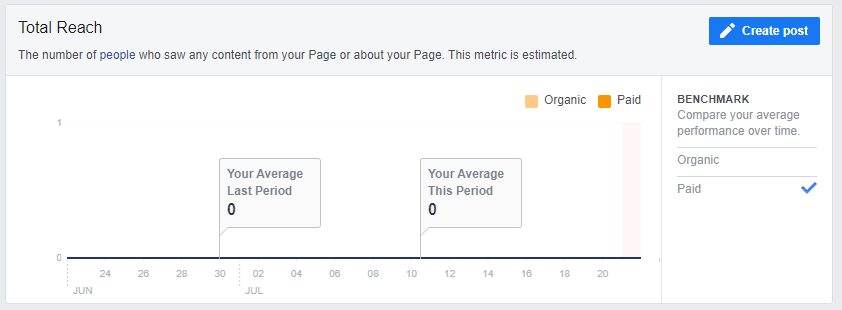 Total Reach
Create post
The number of people who saw any content from your Page or about your Page. This metric is estimated.
Organic
Paid
1
Your Average
Last Period
0
Your Average
This Period
0
0
24 26 28 30 02 04 06 08 10 12 14 16 18 20
JUN JUL
BENCHMARK
Compare your average
performance over time.
Organic
Paid